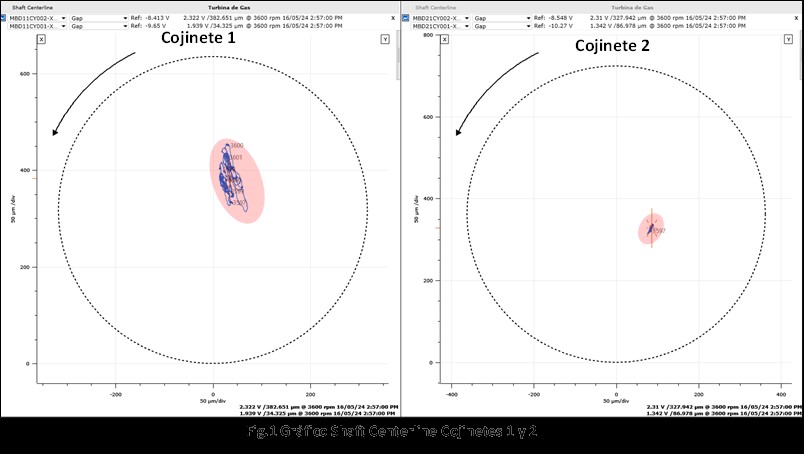 Shaft Centerline
Turbina de Gas
MBD11CY002-X... Gap Ref: -8.413 V 2.322 V /382.651 µm @ 3600 rpm 16/05/24 2:57:00 PM X
MBD11CY001-X... Gap Ref: -9.65 V 1.939 V /34.325 µm @ 3600 rpm 16/05/24 2:57:00 PM
Cojinete 1
X
Y
600
400
200
0
50 µm/div
3600
3601
3597
-200
0
200
50 µm/div
2.322 V /382.651 µm @ 3600 rpm 16/05/24 2:57:00 PM
1.939 V /34.325 µm @ 3600 rpm 16/05/24 2:57:00 PM
Shaft Centerline
Turbina de Gas
MBD21CY002-X... Gap Ref: -8.548 V 2.31 V /327.942 µm @ 3600 rpm 16/05/24 2:57:00 PM X
MBD21CY001-X... Gap Ref: -10.27 V 1.342 V /86.978 µm @ 3600 rpm 16/05/24 2:57:00 PM
Cojinete 2
X
Y
800
600
400
200
0
50 µm/div
3597
-400
-200
0
200
400
50 µm/div
2.31 V /327.942 µm @ 3600 rpm 16/05/24 2:57:00 PM
1.342 V /86.978 µm @ 3600 rpm 16/05/24 2:57:00 PM
Fig.1 Gráfico Shaft Centerline Cojinetes 1 y 2